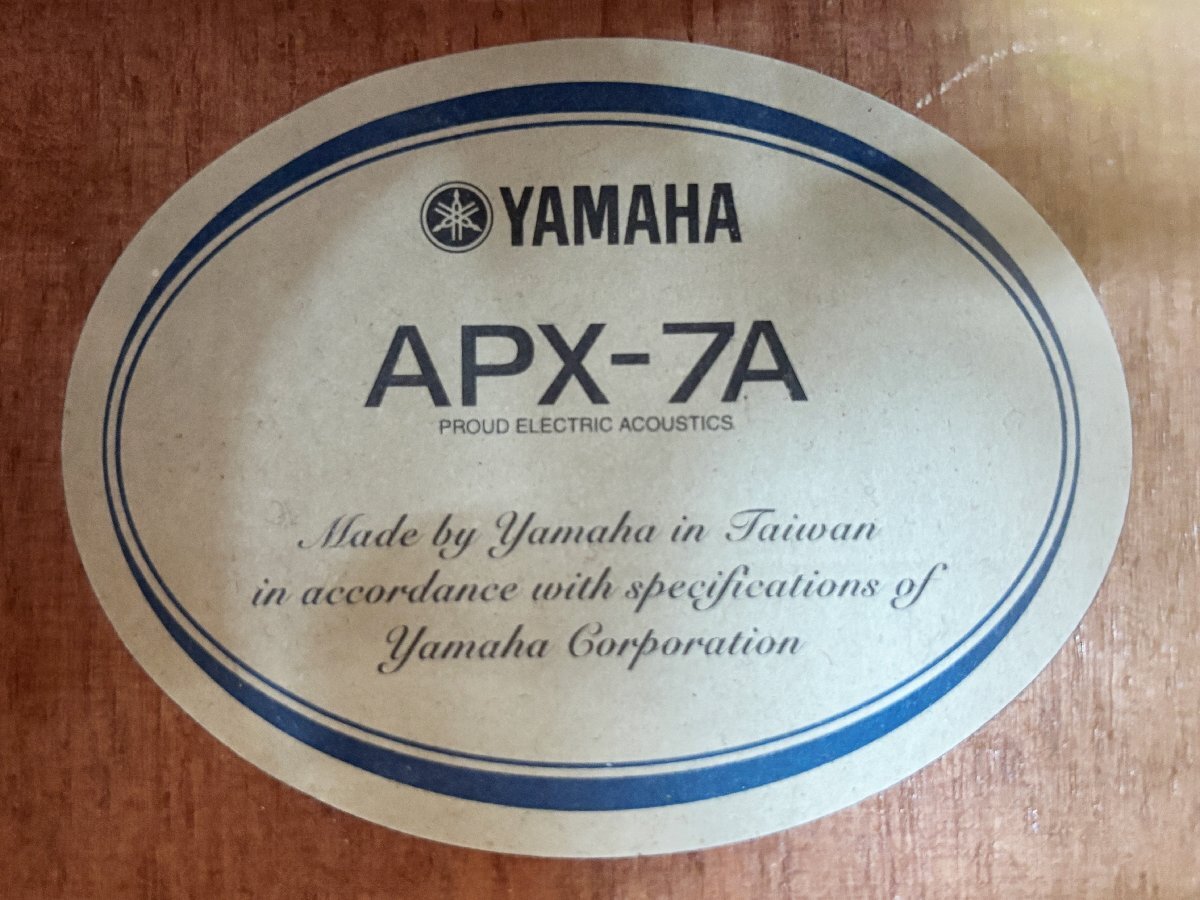 YAMAHA
APX-7A
PROUD ELECTRIC ACOUSTICS
Made by Yamaha in Taiwan
in accordance with specifications of
Yamaha Corporation